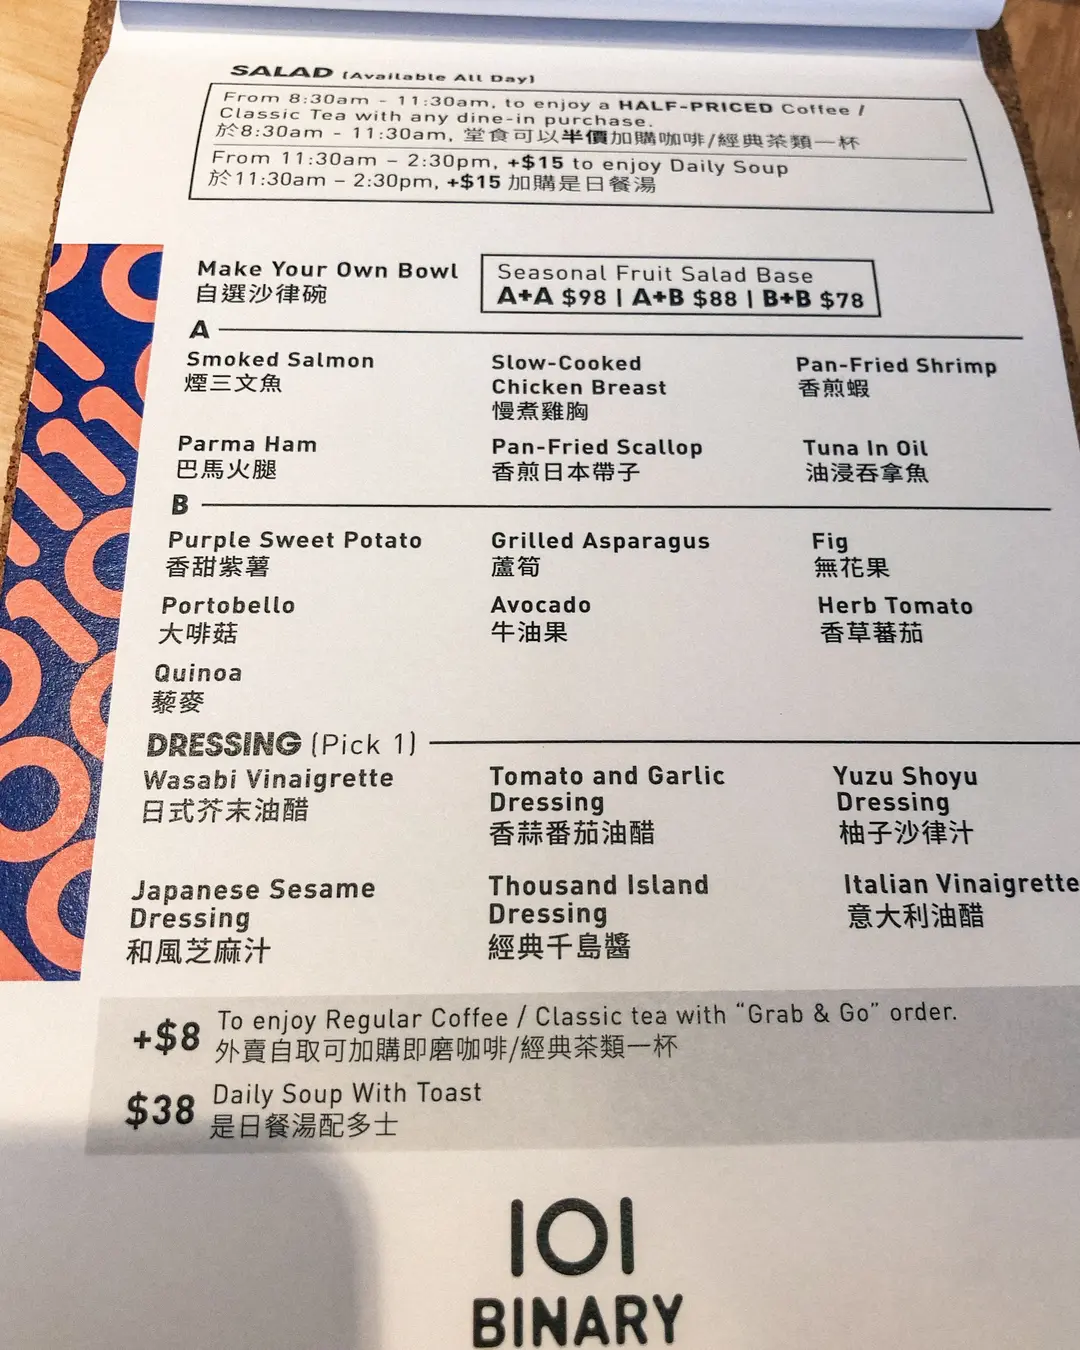 SALAD (Available All Day)
From 8:30am - 11:30am, to enjoy a HALF-PRICED Coffee /
Classic Tea with any dine-in purchase.
於8:30am - 11:30am, 堂食可以半價加購咖啡/經典茶類一杯
From 11:30am – 2:30pm, +$15 to enjoy Daily Soup
於11:30am – 2:30pm, +$15 加購是日餐湯
Make Your Own Bowl
自選沙律碗
Seasonal Fruit Salad Base
A+A $98 | A+B $88 | B+B $78
A
Smoked Salmon
煙三文魚
Slow-Cooked
Chicken Breast
慢煮雞胸
Pan-Fried Shrimp
香煎蝦
Parma Ham
巴馬火腿
Pan-Fried Scallop
香煎日本帶子
Tuna In Oil
油浸吞拿魚
B
Purple Sweet Potato
香甜紫薯
Grilled Asparagus
蘆筍
Fig
無花果
Portobello
大啡菇
Avocado
牛油果
Herb Tomato
香草蕃茄
Quinoa
藜麥
DRESSING (Pick 1)
Wasabi Vinaigrette
日式芥末油醋
Tomato and Garlic
Dressing
香蒜番茄油醋
Yuzu Shoyu
Dressing
柚子沙律汁
Japanese Sesame
Dressing
和風芝麻汁
Thousand Island
Dressing
經典千島醬
Italian Vinaigrette
意大利油醋
+$8
To enjoy Regular Coffee / Classic tea with “Grab & Go” order.
外賣自取可加購即磨咖啡/經典茶類一杯
$38
Daily Soup With Toast
是日餐湯配多士
101
BINARY